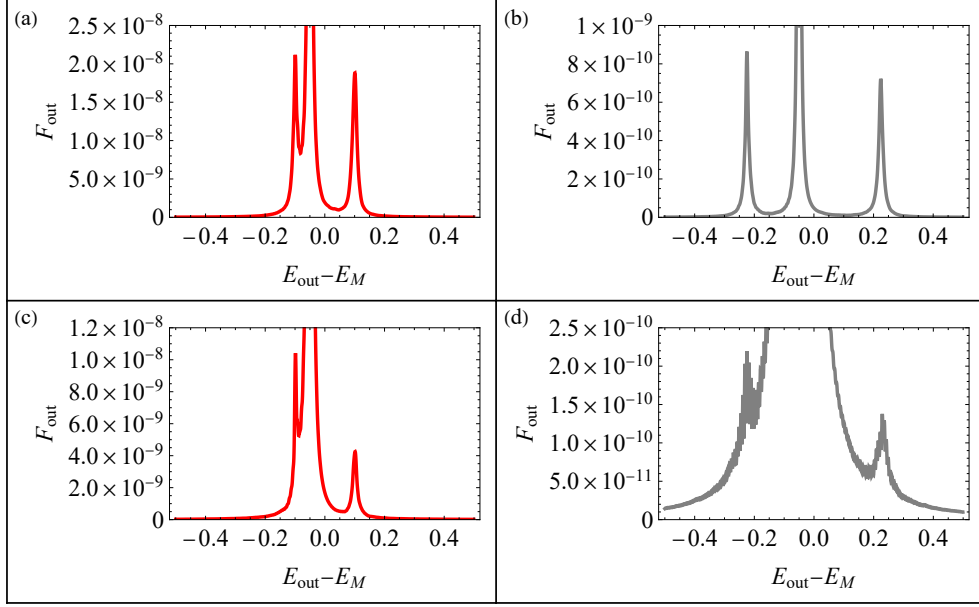 (a)
2.5×10⁻⁸
2.0×10⁻⁸
1.5×10⁻⁸
1.0×10⁻⁸
5.0×10⁻⁹
0
F_out
−0.4 −0.2 0.0 0.2 0.4
E_out−E_M
(b)
1×10⁻⁹
8×10⁻¹⁰
6×10⁻¹⁰
4×10⁻¹⁰
2×10⁻¹⁰
0
F_out
−0.4 −0.2 0.0 0.2 0.4
E_out−E_M
(c)
1.2×10⁻⁸
1.0×10⁻⁸
8.0×10⁻⁹
6.0×10⁻⁹
4.0×10⁻⁹
2.0×10⁻⁹
0
F_out
−0.4 −0.2 0.0 0.2 0.4
E_out−E_M
(d)
2.5×10⁻¹⁰
2.0×10⁻¹⁰
1.5×10⁻¹⁰
1.0×10⁻¹⁰
5.0×10⁻¹¹
0
F_out
−0.4 −0.2 0.0 0.2 0.4
E_out−E_M